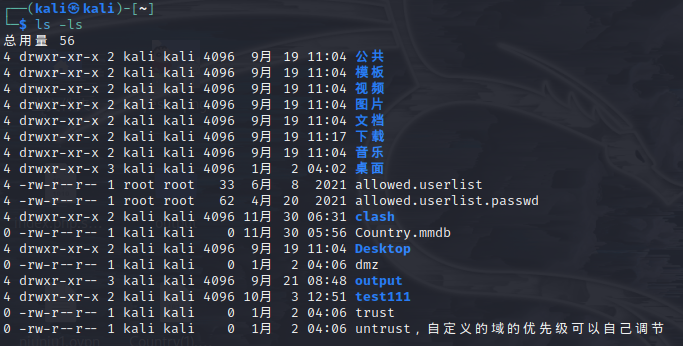 ┌──(kali㉿kali)-[~]
└─$ ls -ls
总用量 56
4 drwxr-xr-x 2 kali kali 4096  9月 19 11:04 公共
4 drwxr-xr-x 2 kali kali 4096  9月 19 11:04 模板
4 drwxr-xr-x 2 kali kali 4096  9月 19 11:04 视频
4 drwxr-xr-x 2 kali kali 4096  9月 19 11:04 图片
4 drwxr-xr-x 2 kali kali 4096  9月 19 11:04 文档
4 drwxr-xr-x 2 kali kali 4096  9月 19 11:17 下载
4 drwxr-xr-x 2 kali kali 4096  9月 19 11:04 音乐
4 drwxr-xr-x 3 kali kali 4096  1月  2 04:02 桌面
4 -rw-r--r-- 1 root root   33  6月  8  2021 allowed.userlist
4 -rw-r--r-- 1 root root   62  4月 20  2021 allowed.userlist.passwd
4 drwxr-xr-x 2 kali kali 4096 11月 30 06:31 clash
0 -rw-r--r-- 1 kali kali    0 11月 30 05:56 Country.mmdb
4 drwxr-xr-x 2 kali kali 4096  9月 19 11:04 Desktop
0 -rw-r--r-- 1 kali kali    0  1月  2 04:06 dmz
4 drwxr-xr-- 3 kali kali 4096  9月 21 08:48 output
4 drwxr-xr-x 2 kali kali 4096 10月  3 12:51 test111
0 -rw-r--r-- 1 kali kali    0  1月  2 04:06 trust
0 -rw-r--r-- 1 kali kali    0  1月  2 04:06 untrust，自定义的域的优先级可以自己调节